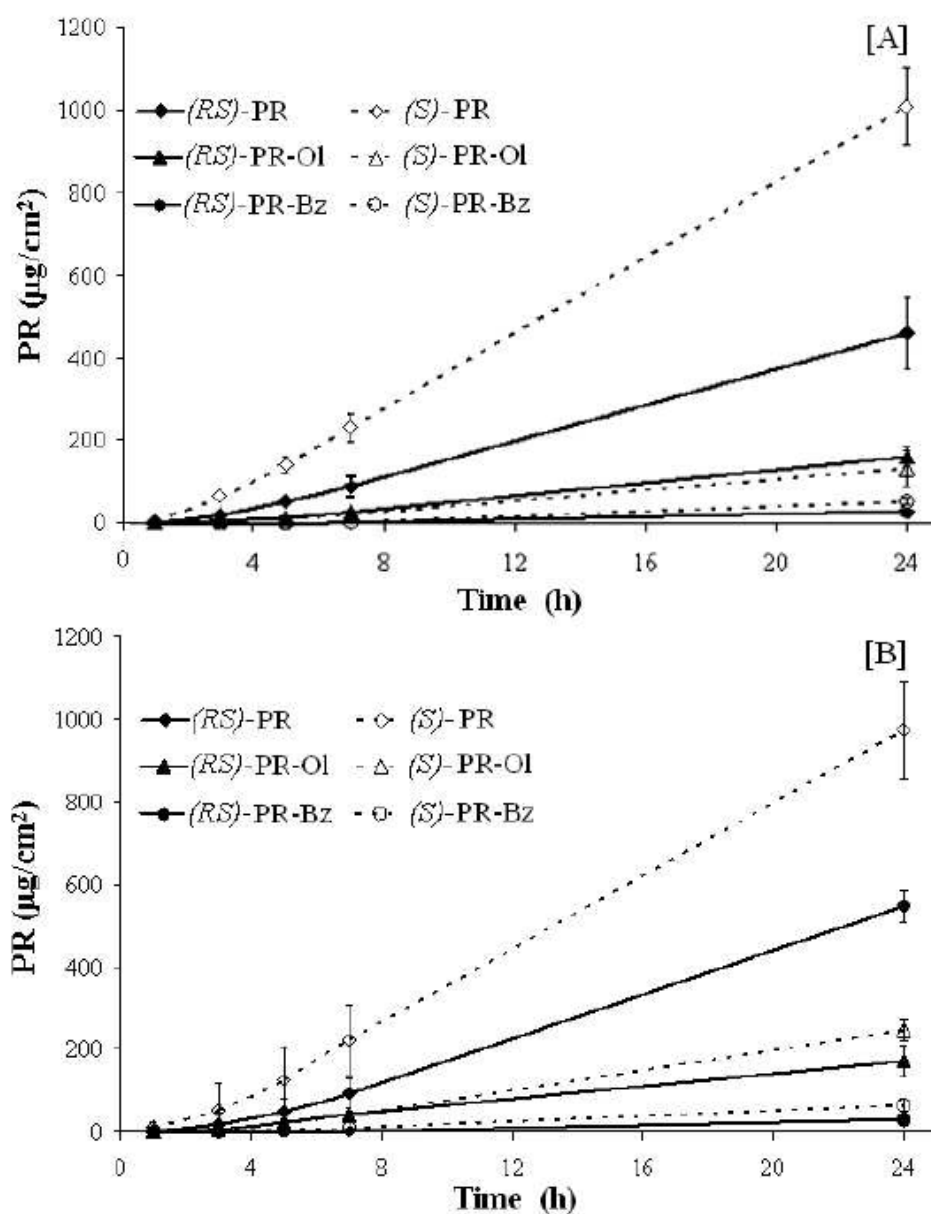 [A]
1200
1000
800
600
400
200
0
PR (μg/cm²)
(RS)-PR (S)-PR
(RS)-PR-Ol (S)-PR-Ol
(RS)-PR-Bz (S)-PR-Bz
0 4 8 12 16 20 24
Time (h)
[B]
1200
1000
800
600
400
200
0
PR (μg/cm²)
(RS)-PR (S)-PR
(RS)-PR-Ol (S)-PR-Ol
(RS)-PR-Bz (S)-PR-Bz
0 4 8 12 16 20 24
Time (h)